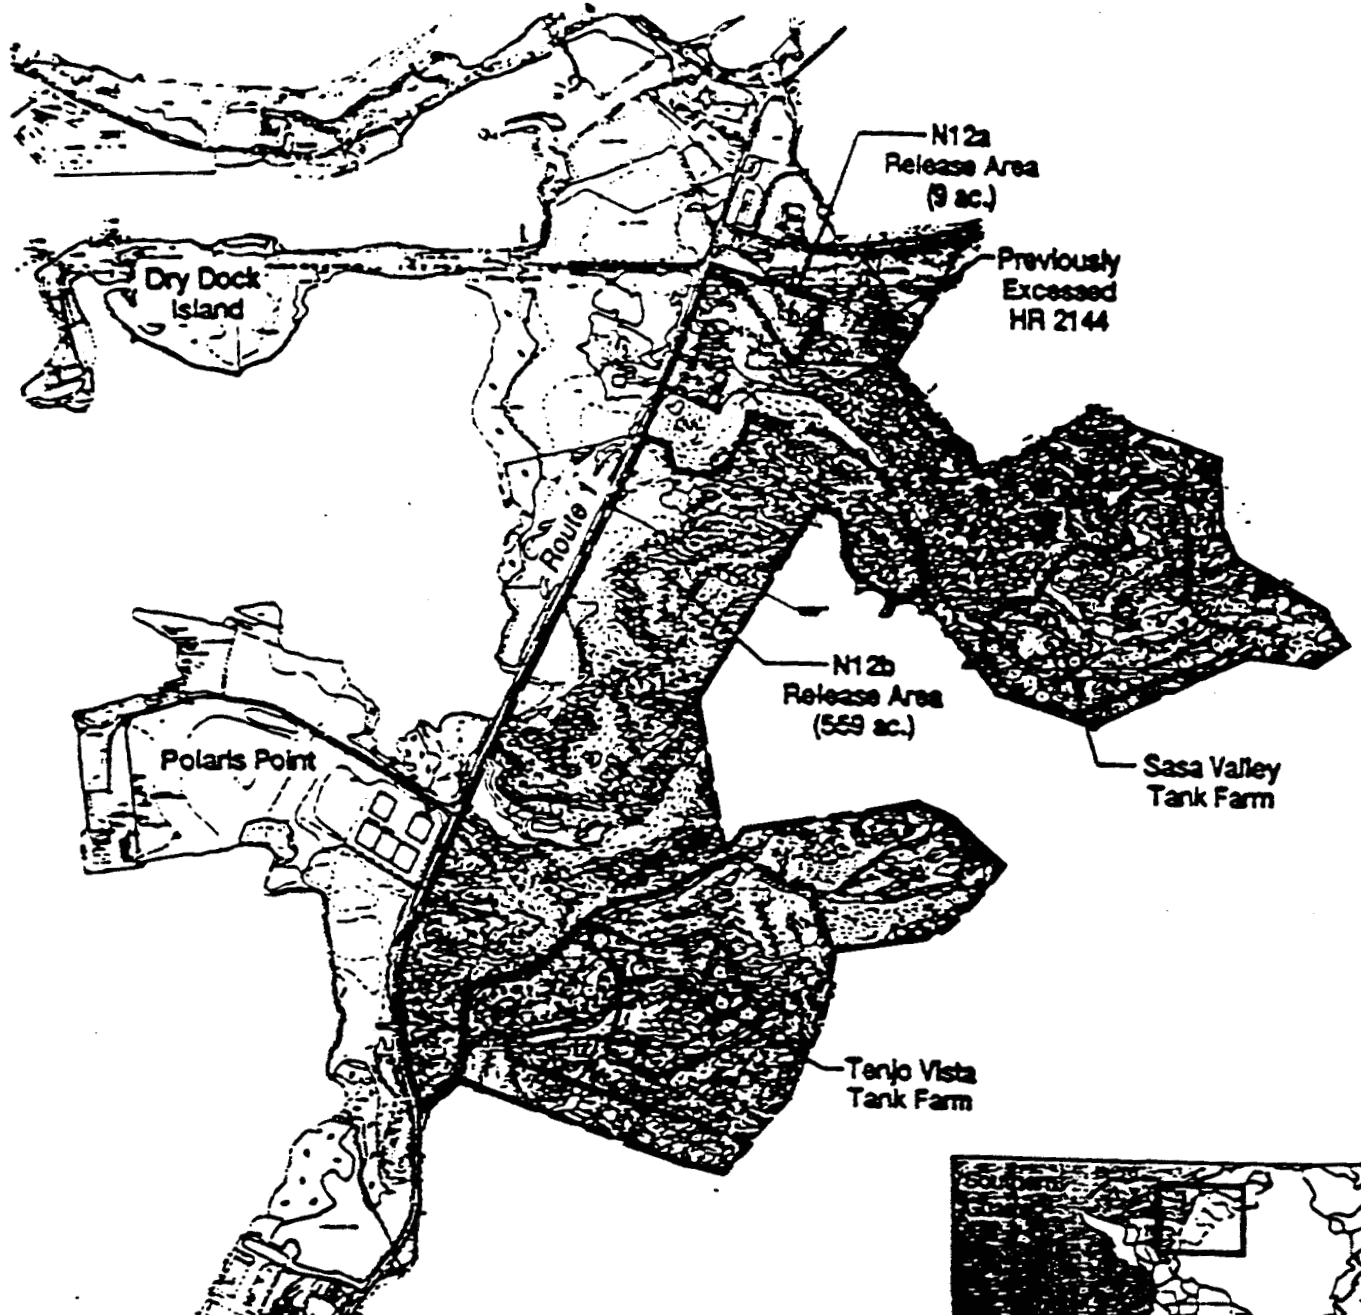 N12a
Release Area
(9 ac.)
Previously
Excessed
HR 2144
Dry Dock
Island
Route 1
N12b
Release Area
(559 ac.)
Polaris Point
Sasa Valley
Tank Farm
Tenjo Vista
Tank Farm